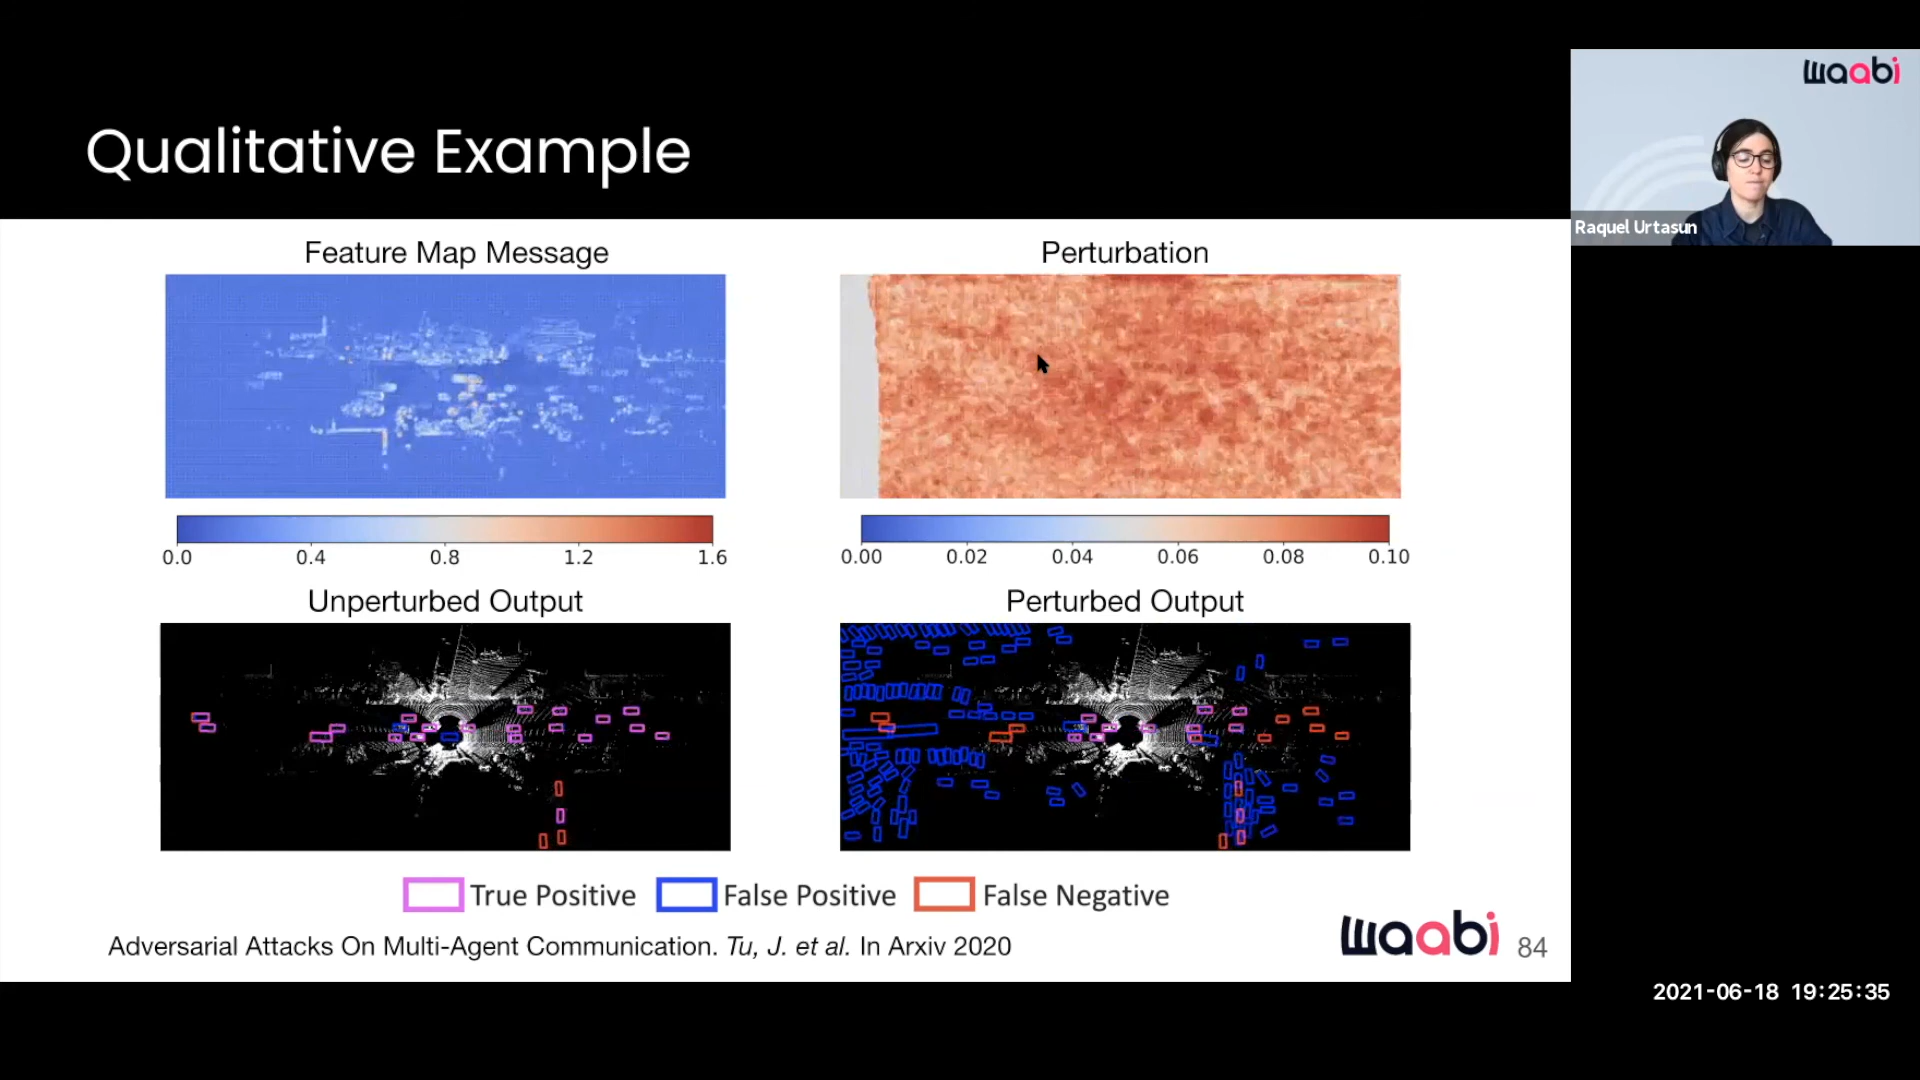 waabi
Qualitative Example
Raquel Urtasun
Feature Map Message
Perturbation
0.0 0.4 0.8 1.2 1.6
0.00 0.02 0.04 0.06 0.08 0.10
Unperturbed Output
Perturbed Output
True Positive False Positive False Negative
Adversarial Attacks On Multi-Agent Communication. Tu, J. et al. In Arxiv 2020
waabi 84
2021-06-18 19:25:35